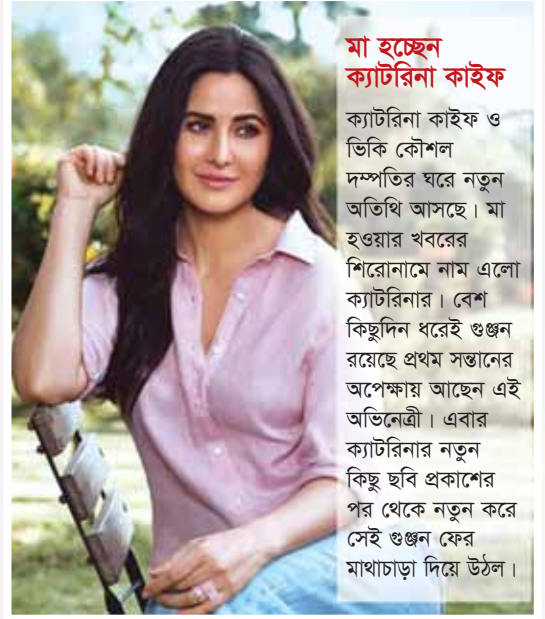 মা হচ্ছেন
ক্যাটরিনা কাইফ
ক্যাটরিনা কাইফ ও
ভিকি কৌশল
দম্পতির ঘরে নতুন
অতিথি আসছে। মা
হওয়ার খবরের
শিরোনামে নাম এলো
ক্যাটরিনার। বেশ
কিছুদিন ধরেই গুঞ্জন
রয়েছে প্রথম সন্তানের
অপেক্ষায় আছেন এই
অভিনেত্রী। এবার
ক্যাটরিনার নতুন
কিছু ছবি প্রকাশের
পর থেকে নতুন করে
সেই গুঞ্জন ফের
মাথাচাড়া দিয়ে উঠল।